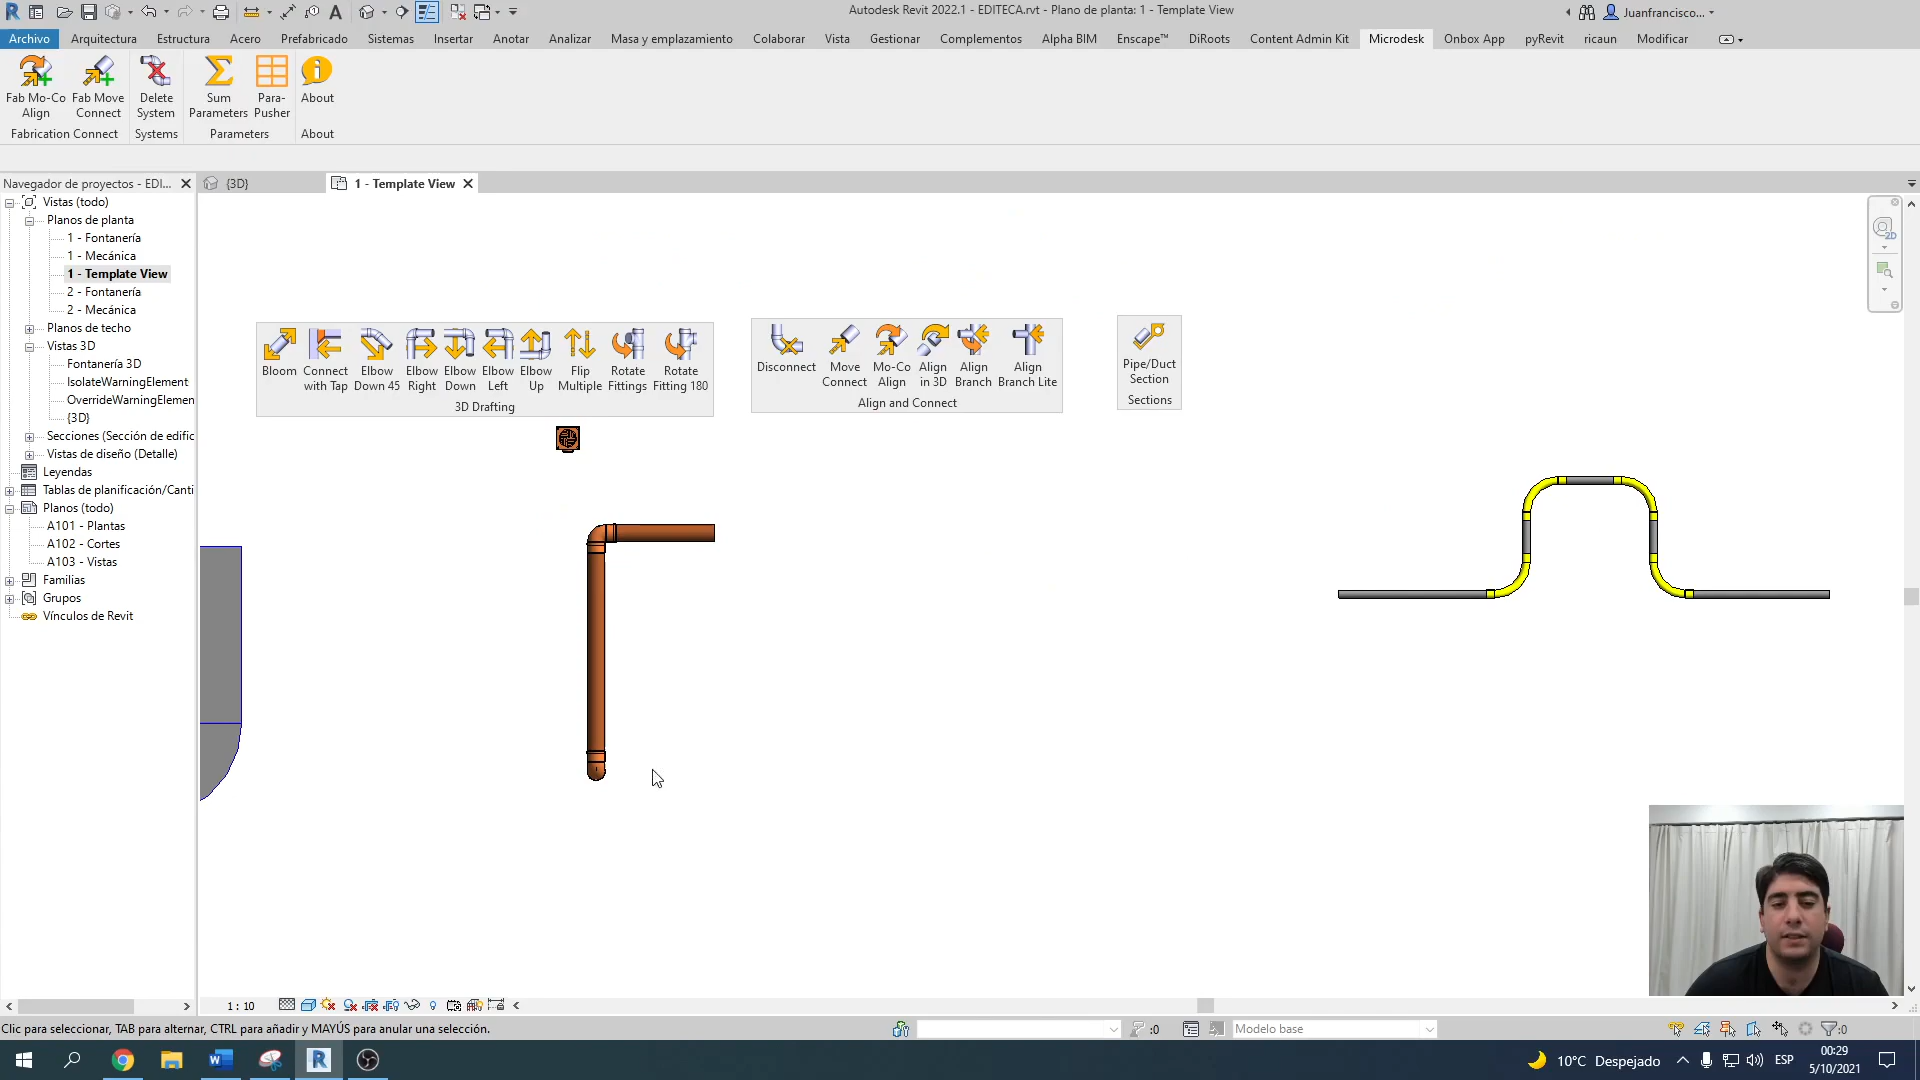 Autodesk Revit 2022.1 - EDITECA.rvt - Plano de planta: 1 - Template View
Juanfrancisco...
Archivo Arquitectura Estructura Acero Prefabricado Sistemas Insertar Anotar Analizar Masa y emplazamiento Colaborar Vista Gestionar Complementos Alpha BIM Enscape™ DiRoots Content Admin Kit Microdesk Onbox App pyRevit ricaun Modificar
Fab Mo-Co Align
Fab Move Connect
Delete System
Sum Parameters
Para-Pusher
About
Fabrication Connect Systems Parameters About
Navegador de proyectos - EDI...
{3D}
1 - Template View
Vistas (todo)
Planos de planta
1 - Fontanería
1 - Mecánica
1 - Template View
2 - Fontanería
2 - Mecánica
Planos de techo
Vistas 3D
Fontanería 3D
IsolateWarningElement
OverrideWarningElemen
{3D}
Secciones (Sección de edific
Vistas de diseño (Detalle)
Leyendas
Tablas de planificación/Canti
Planos (todo)
A101 - Plantas
A102 - Cortes
A103 - Vistas
Familias
Grupos
Vínculos de Revit
Bloom
Connect with Tap
Elbow Down 45
Elbow Right
Elbow Down
Elbow Left
Elbow Up
Flip Multiple
Rotate Fittings
Rotate Fitting 180
3D Drafting
Disconnect
Move Connect
Mo-Co Align
Align in 3D
Align Branch
Align Branch Lite
Align and Connect
Pipe/Duct Section
Sections
1 : 10
Clic para seleccionar, TAB para alternar, CTRL para añadir y MAYÚS para anular una selección.
:0
Modelo base
:0
10°C Despejado
ESP
00:29
5/10/2021